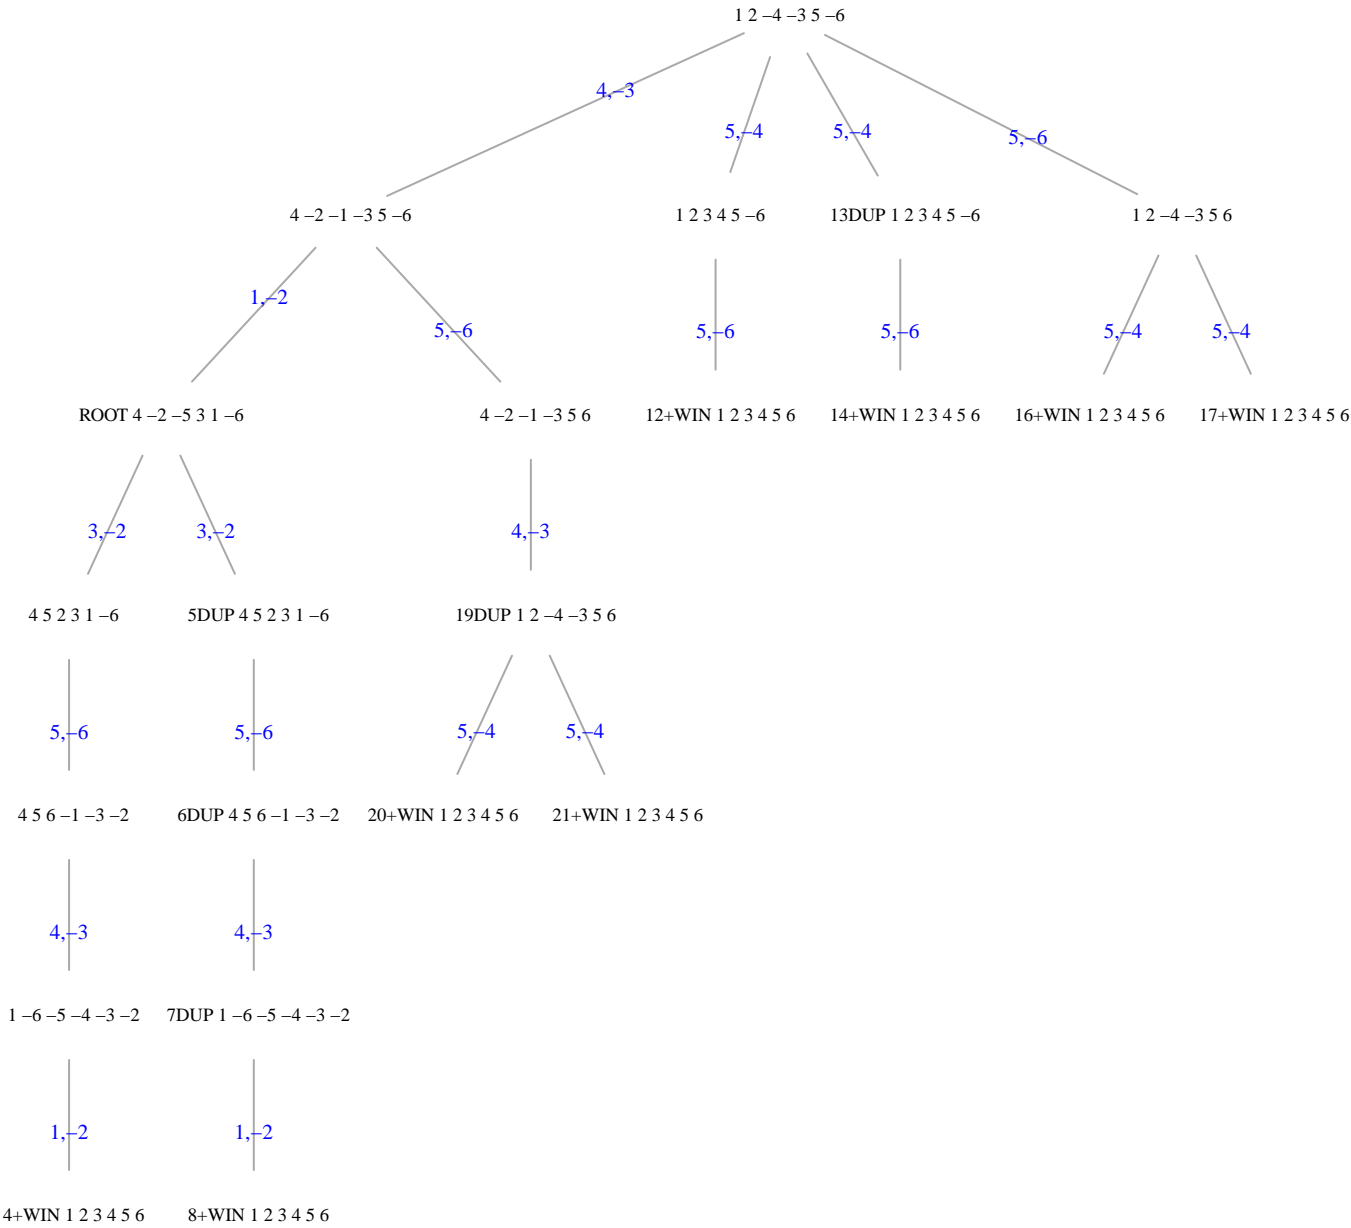 1 2 –4 –3 5 –6
4,–3
5,–4
5,–4
5,–6
4 –2 –1 –3 5 –6
1 2 3 4 5 –6
13DUP 1 2 3 4 5 –6
1 2 –4 –3 5 6
1,–2
5,–6
5,–6
5,–6
5,–4
5,–4
ROOT 4 –2 –5 3 1 –6
4 –2 –1 –3 5 6
12+WIN 1 2 3 4 5 6
14+WIN 1 2 3 4 5 6
16+WIN 1 2 3 4 5 6
17+WIN 1 2 3 4 5 6
3,–2
3,–2
4,–3
4 5 2 3 1 –6
5DUP 4 5 2 3 1 –6
19DUP 1 2 –4 –3 5 6
5,–6
5,–6
5,–4
5,–4
4 5 6 –1 –3 –2
6DUP 4 5 6 –1 –3 –2
20+WIN 1 2 3 4 5 6
21+WIN 1 2 3 4 5 6
4,–3
4,–3
1 –6 –5 –4 –3 –2
7DUP 1 –6 –5 –4 –3 –2
1,–2
1,–2
4+WIN 1 2 3 4 5 6
8+WIN 1 2 3 4 5 6